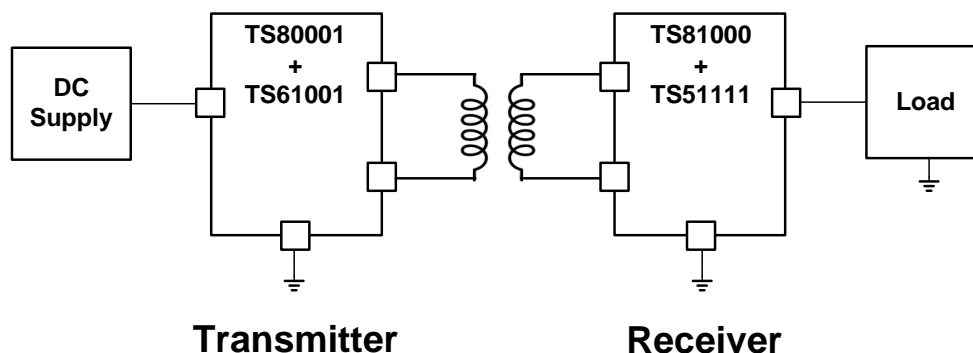 DC
Supply
TS80001
+
TS61001
TS81000
+
TS51111
Load
Transmitter
Receiver